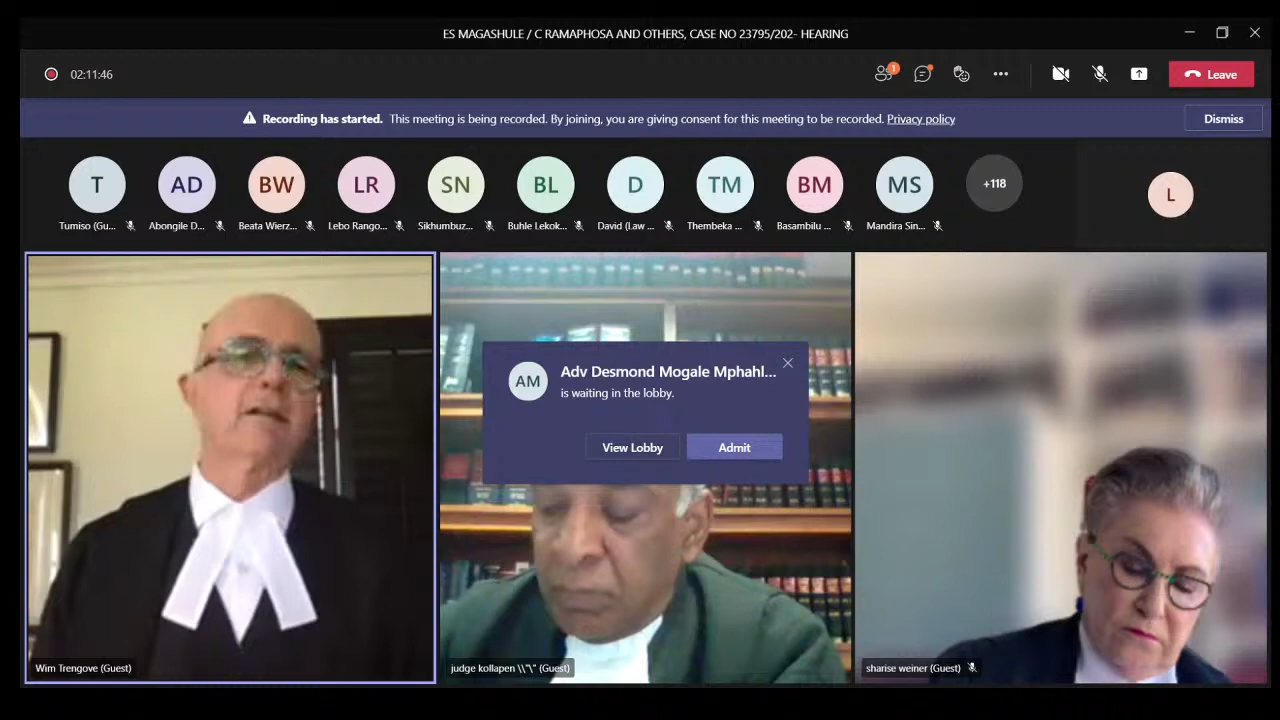 ES MAGASHULE / C RAMAPHOSA AND OTHERS, CASE NO 23795/202- HEARING
02:11:46
1
Leave
Recording has started. This meeting is being recorded. By joining, you are giving consent for this meeting to be recorded. Privacy policy
Dismiss
T AD BW LR SN BL D TM BM MS +118 L
Tumiso (Gu... Abongile D... Beata Wierz... Lebo Rango... Sikhumbuz... Buhle Lekok... David (Law ... Thembeka ... Basambilu ... Mandira Sin...
AM
Adv Desmond Mogale Mphahl...
is waiting in the lobby.
View Lobby
Admit
Wim Trengove (Guest)
judge kollapen \\"\" (Guest)
sharise weiner (Guest)